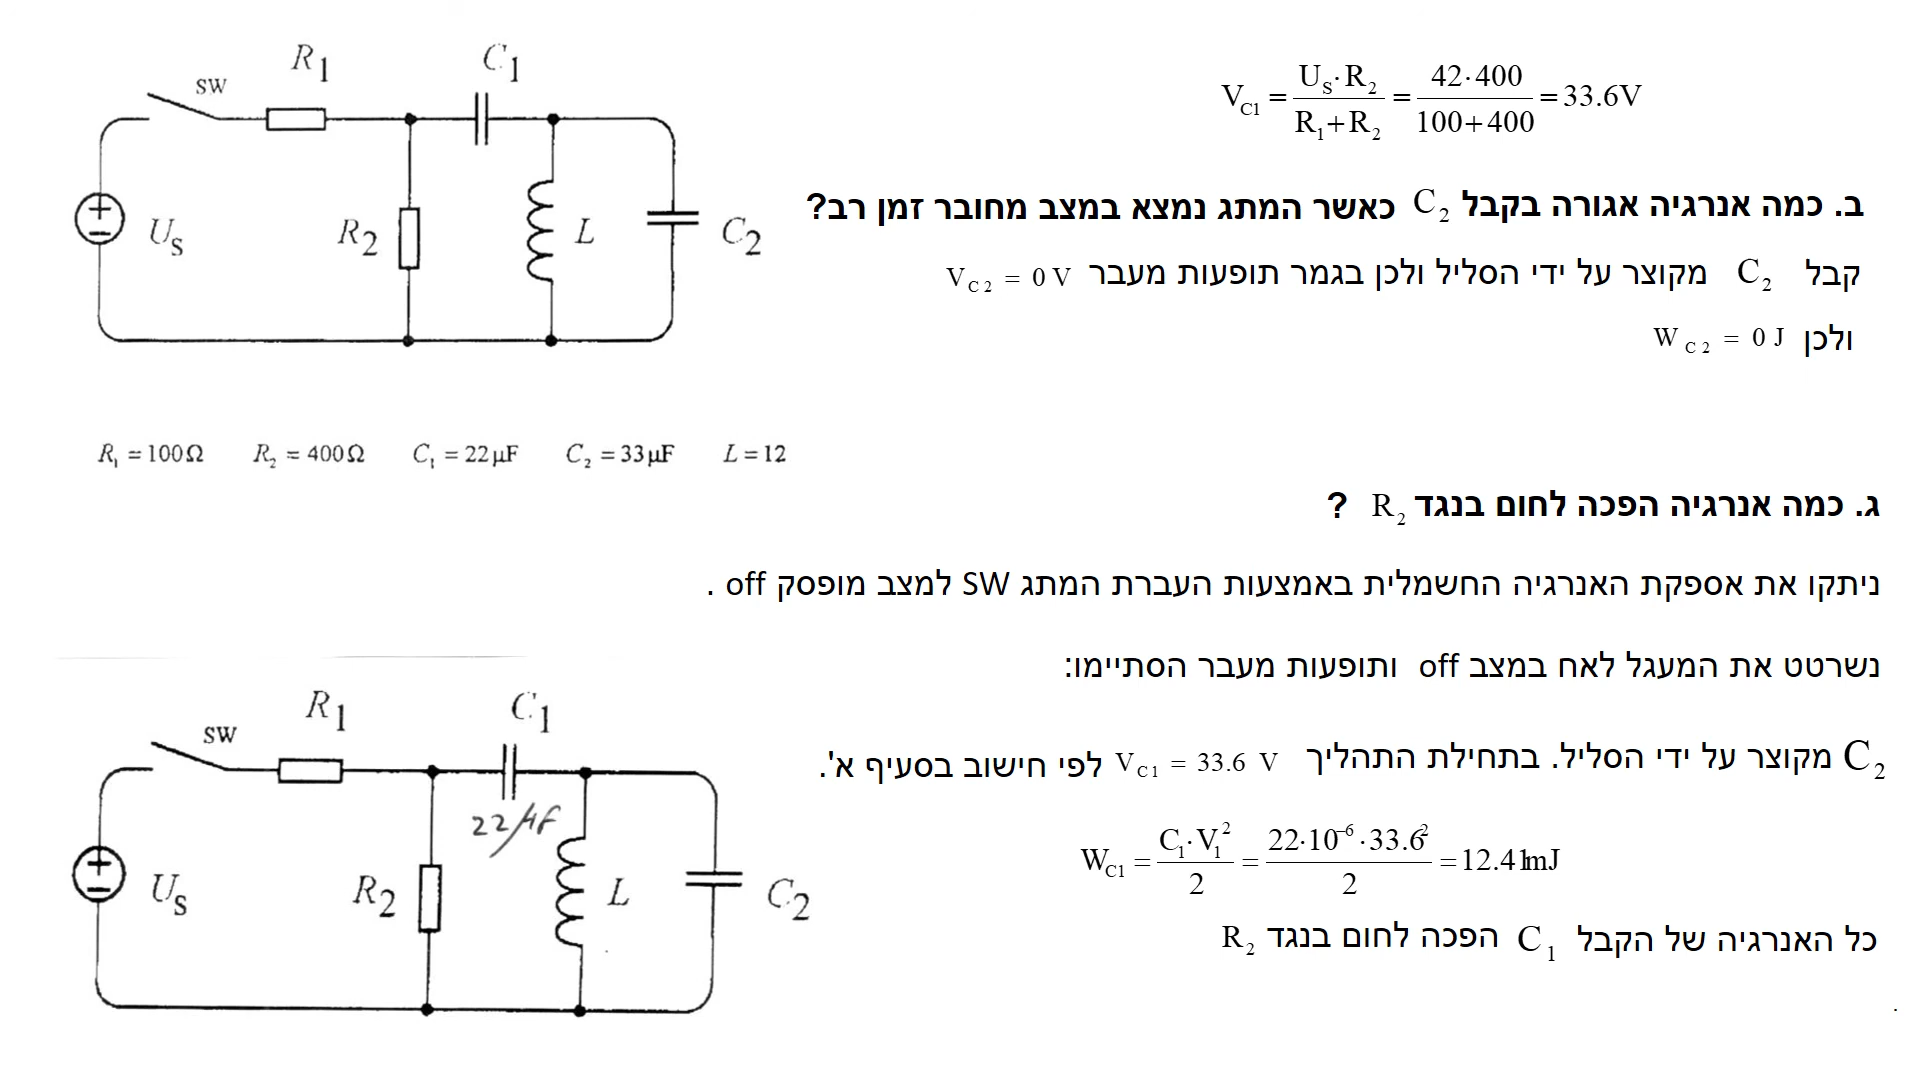 R1 C1
SW
US R2 L C2
VC1 = US·R2 / R1+R2 = 42·400 / 100+400 = 33.6V
ב. כמה אנרגיה אגורה בקבל C2 כאשר המתג נמצא במצב מחובר זמן רב?
קבל C2 מקוצר על ידי הסליל ולכן בגמר תופעות מעבר VC2 = 0 V
ולכן WC2 = 0 J
R1 = 100Ω R2 = 400Ω C1 = 22μF C2 = 33μF L = 12
ג. כמה אנרגיה הפכה לחום בנגד R2 ?
ניתקו את אספקת האנרגיה החשמלית באמצעות העברת המתג SW למצב מופסק off .
נשרטט את המעגל לאח במצב off ותופעות מעבר הסתיימו:
R1 C1
SW
22μF
US R2 L C2
C2 מקוצר על ידי הסליל. בתחילת התהליך VC1 = 33.6 V לפי חישוב בסעיף א'.
WC1 = C1·V1² / 2 = 22·10⁻⁶·33.6² / 2 = 12.41mJ
כל האנרגיה של הקבל C1 הפכה לחום בנגד R2
.